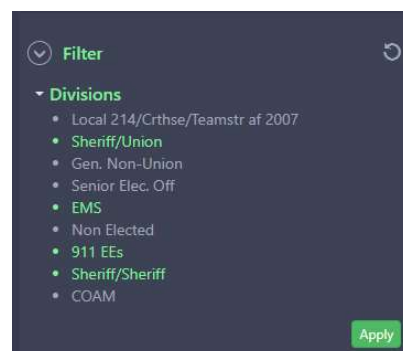 Filter
Divisions
Local 214/Crthse/Teamstr af 2007
Sheriff/Union
Gen. Non-Union
Senior Elec. Off
EMS
Non Elected
911 EEs
Sheriff/Sheriff
COAM
Apply